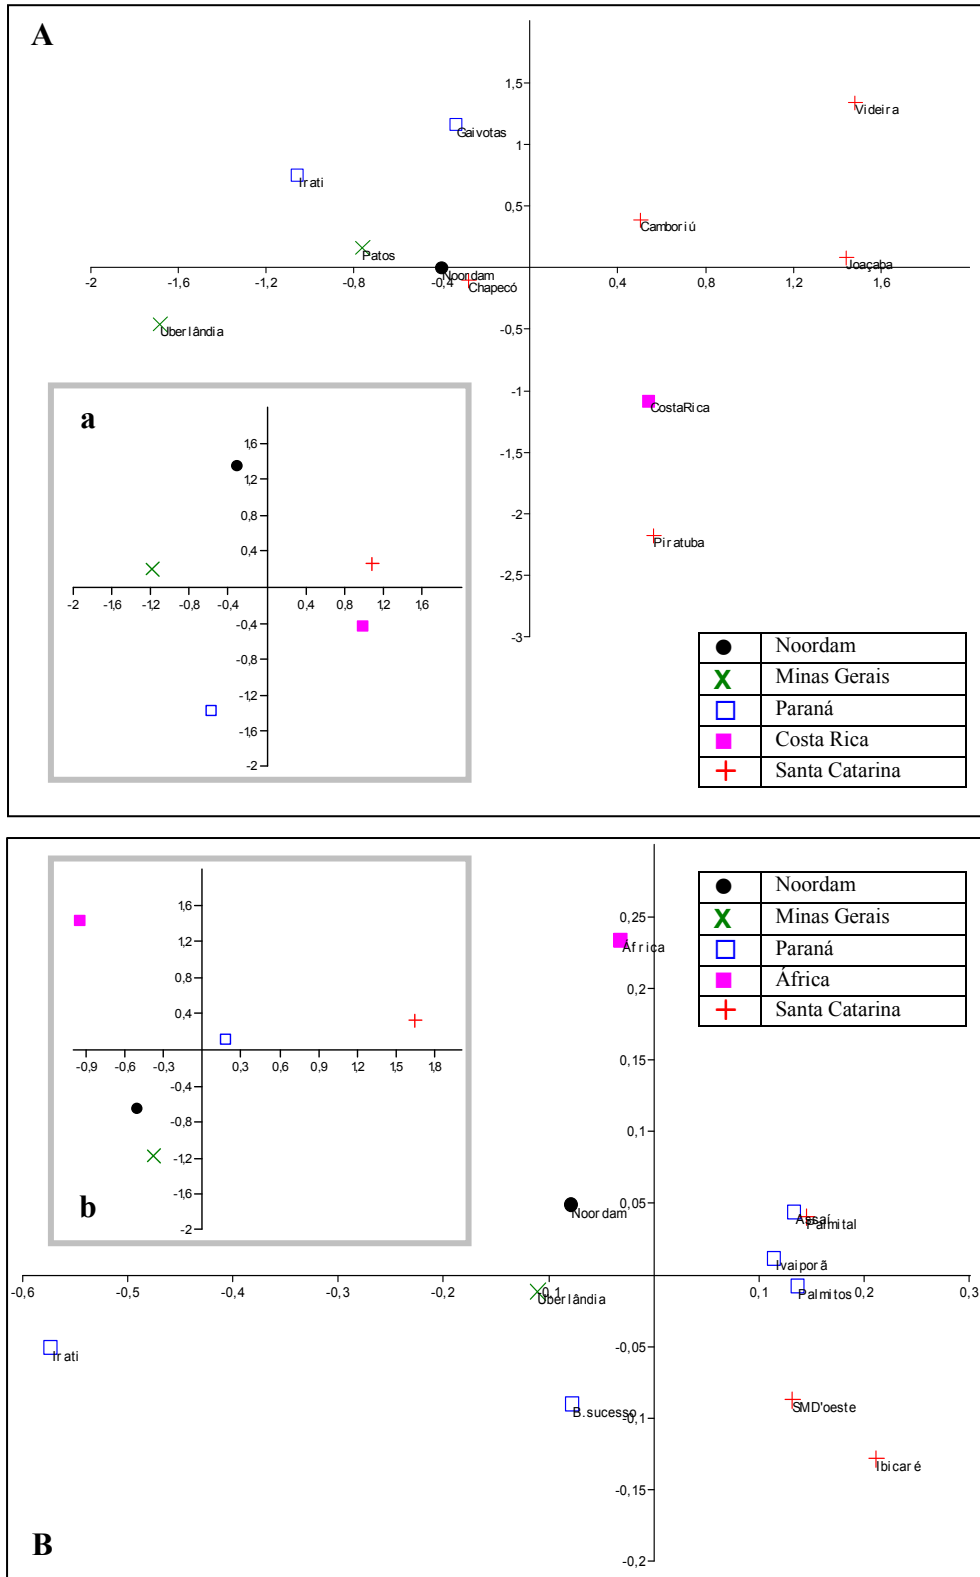 A
1,5
Videira
1
Gaivotas
Irati
0,5
Camboriú
Patos
Joaçaba
Noordam
-2 -1,6 -1,2 -0,8 -0,4 0,4 0,8 1,2 1,6
Chapecó
Uberlândia
-0,5
-1
CostaRica
-1,5
-2
Piratuba
-2,5
-3
a
1,6
1,2
0,8
0,4
-2 -1,6 -1,2 -0,8 -0,4 0,4 0,8 1,2 1,6
-0,4
-0,8
-1,2
-1,6
-2
Noordam
X Minas Gerais
Paraná
Costa Rica
Santa Catarina
b
1,6
1,2
0,8
0,4
-0,9 -0,6 -0,3 0,3 0,6 0,9 1,2 1,5 1,8
-0,4
-0,8
-1,2
-1,6
-2
Noordam
X Minas Gerais
Paraná
África
Santa Catarina
0,25
África
0,2
0,15
0,1
0,05
Noordam
Assaí
Palmital
Ivaiporã
-0,6 -0,5 -0,4 -0,3 -0,2 -0,1 0,1 0,2 0,3
Uberlândia
Palmitos
Irati
-0,05
B.sucesso
SMD'oeste
-0,1
Ibicaré
-0,15
-0,2
B